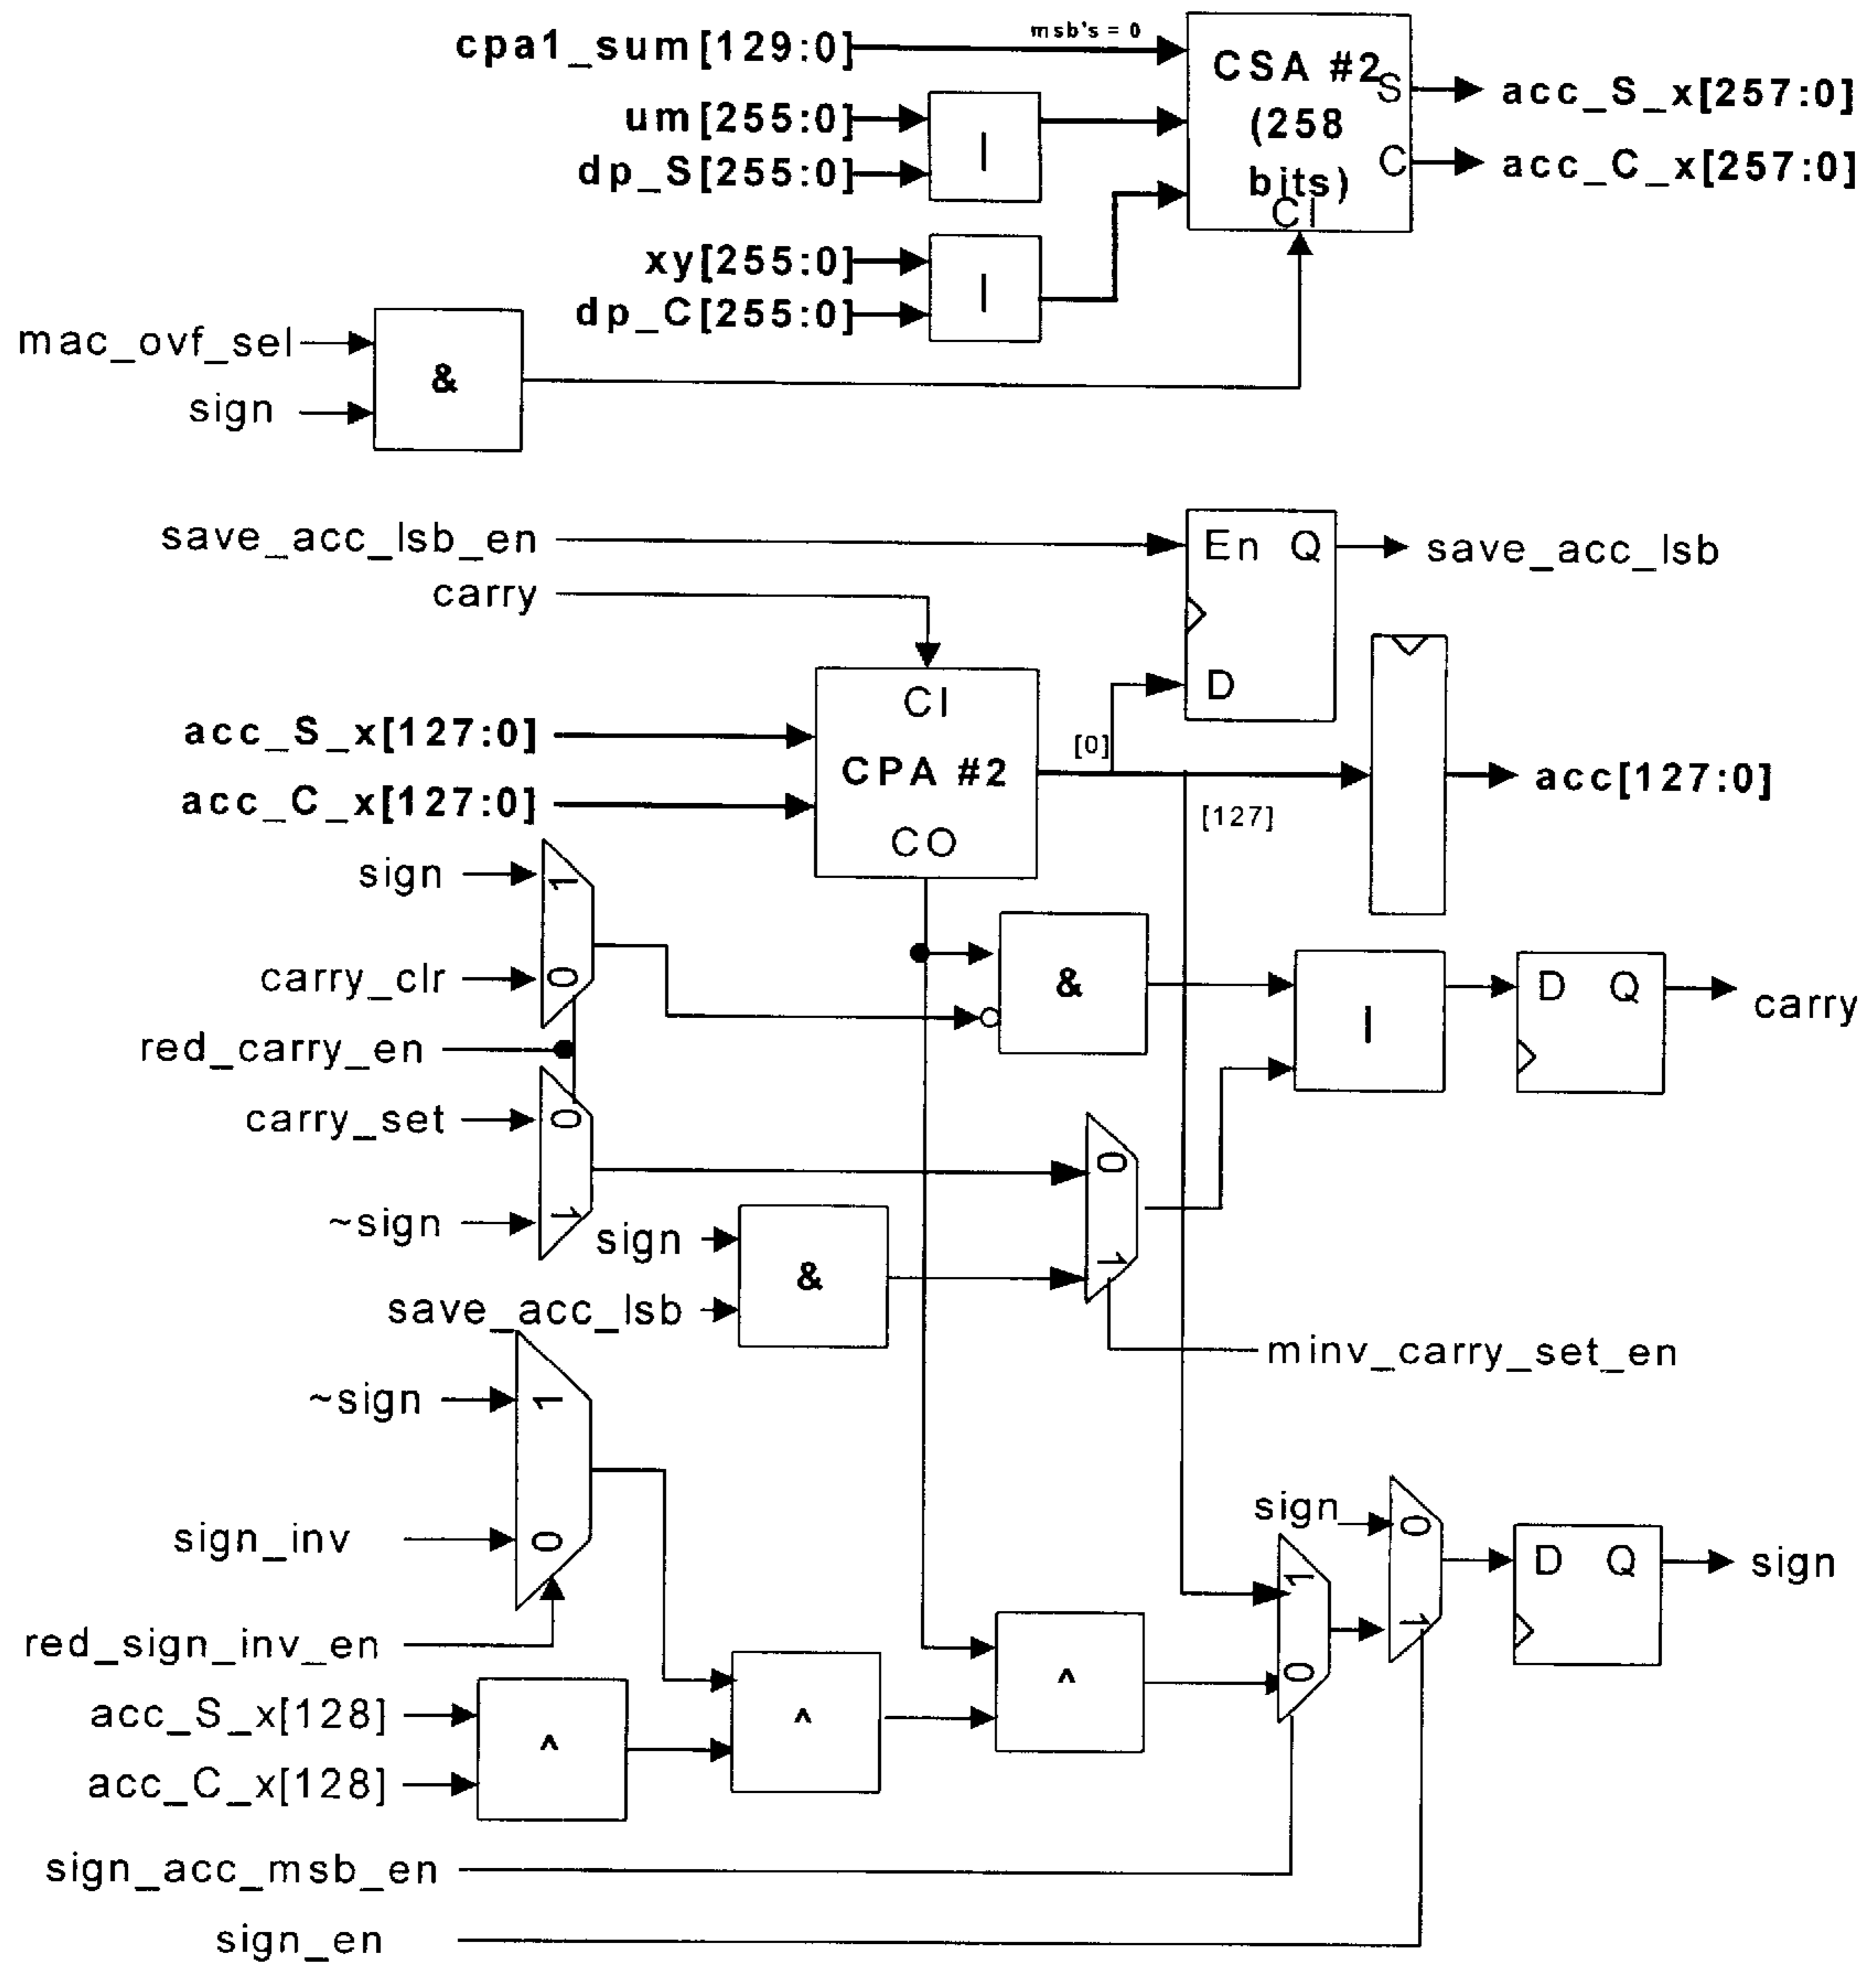 cpa1_sum[129:0]
msb's = 0
um[255:0]
dp_S[255:0]
|
xy[255:0]
dp_C[255:0]
|
CSA #2
(258
bits)
S
C
CI
acc_S_x[257:0]
acc_C_x[257:0]
mac_ovf_sel
sign
&
save_acc_lsb_en
carry
En Q
D
save_acc_lsb
acc_S_x[127:0]
acc_C_x[127:0]
CI
CPA #2
CO
[0]
[127]
acc[127:0]
sign
carry_clr
1
0
red_carry_en
&
|
D Q
carry
carry_set
~sign
0
1
sign
save_acc_lsb
&
0
1
minv_carry_set_en
~sign
sign_inv
1
0
red_sign_inv_en
acc_S_x[128]
acc_C_x[128]
^
^
^
1
0
sign
0
1
D Q
sign
sign_acc_msb_en
sign_en